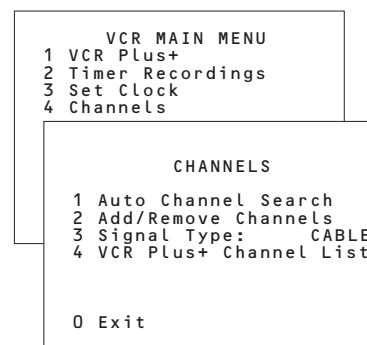 VCR MAIN MENU
1 VCR Plus+
2 Timer Recordings
3 Set Clock
4 Channels
CHANNELS
1 Auto Channel Search
2 Add/Remove Channels
3 Signal Type: CABLE
4 VCR Plus+ Channel List
0 Exit